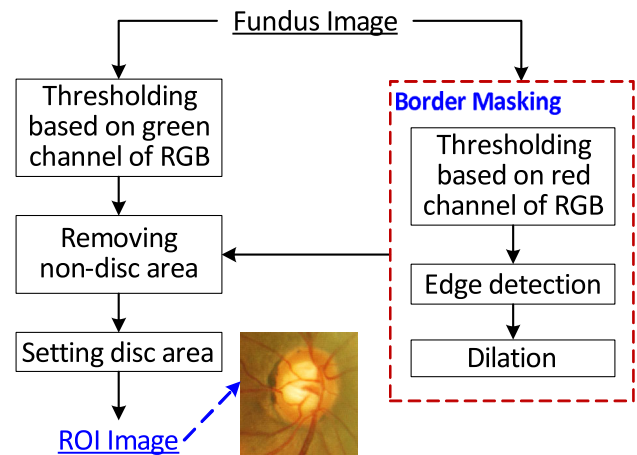 Fundus Image
Thresholding
based on green
channel of RGB
Removing
non-disc area
Setting disc area
ROI Image
Border Masking
Thresholding
based on red
channel of RGB
Edge detection
Dilation